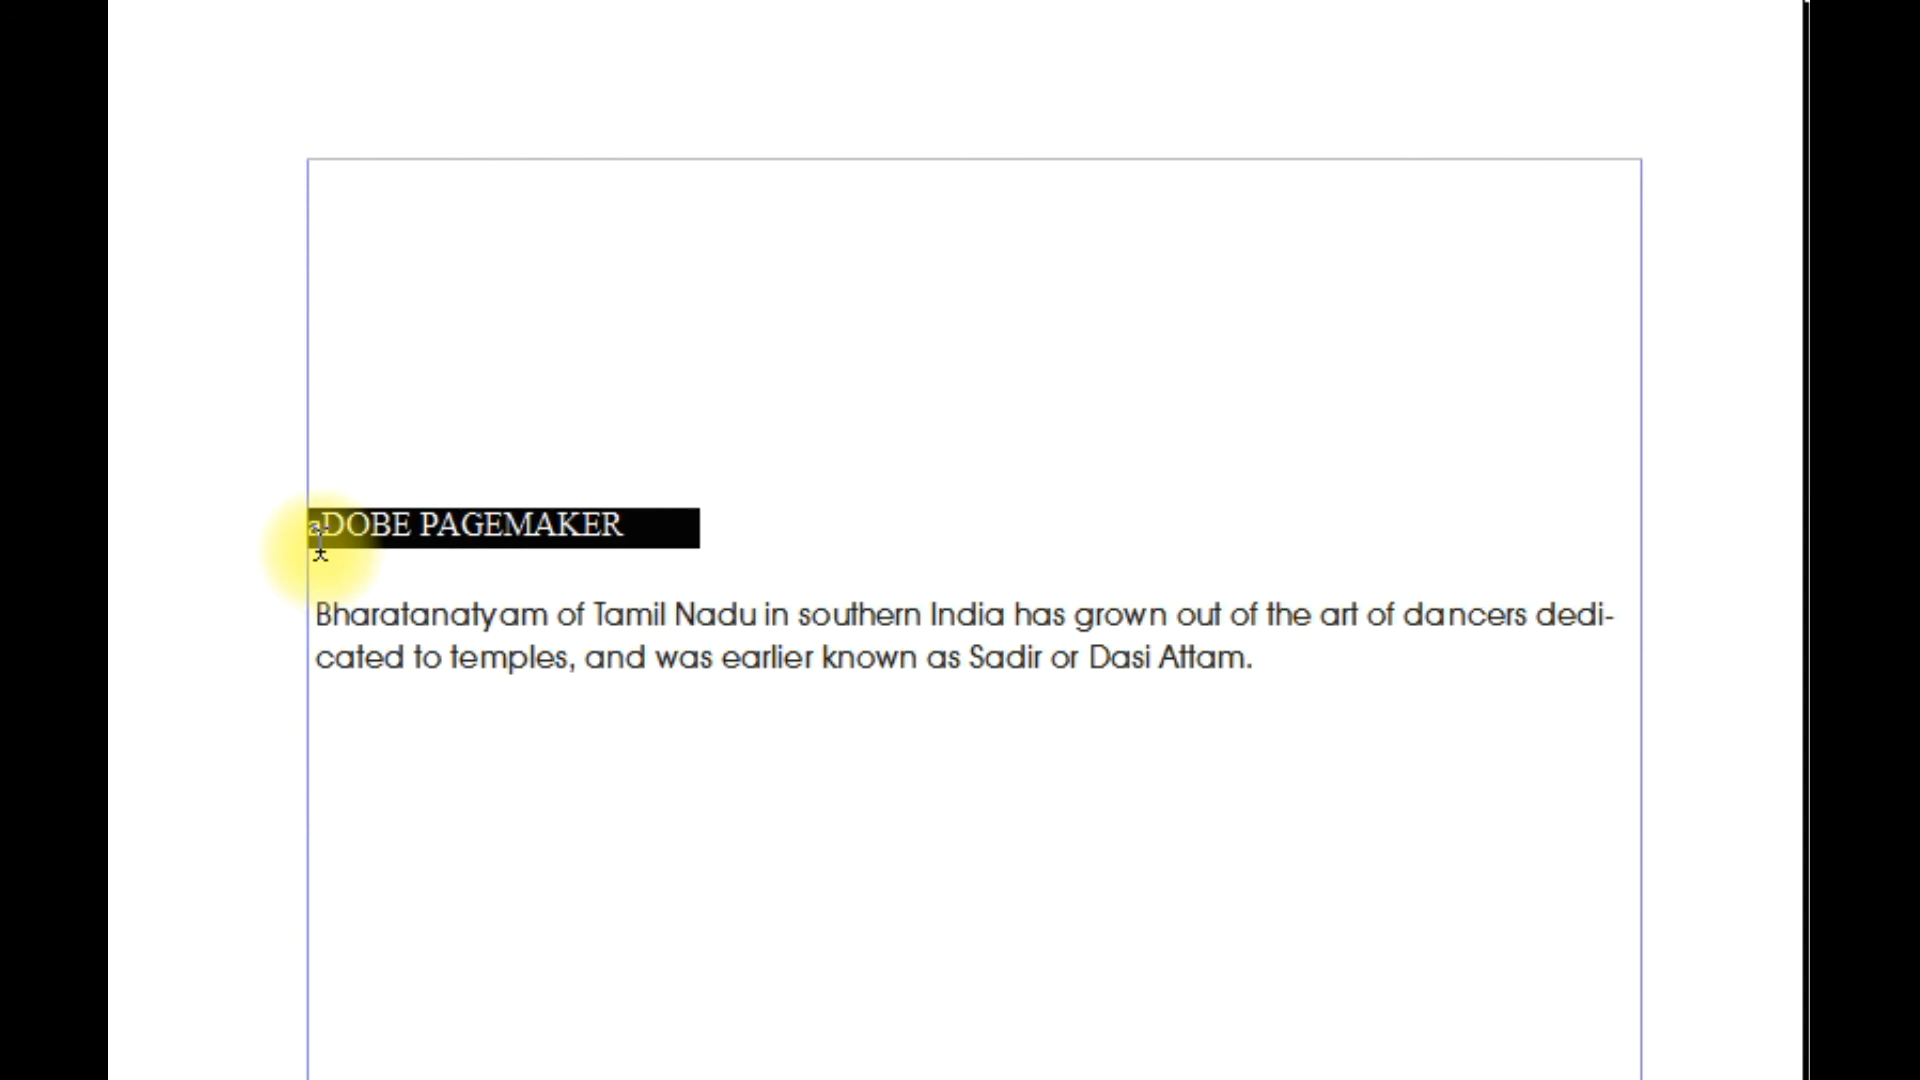 aDOBE PAGEMAKER
Bharatanatyam of Tamil Nadu in southern India has grown out of the art of dancers dedi-
cated to temples, and was earlier known as Sadir or Dasi Attam.